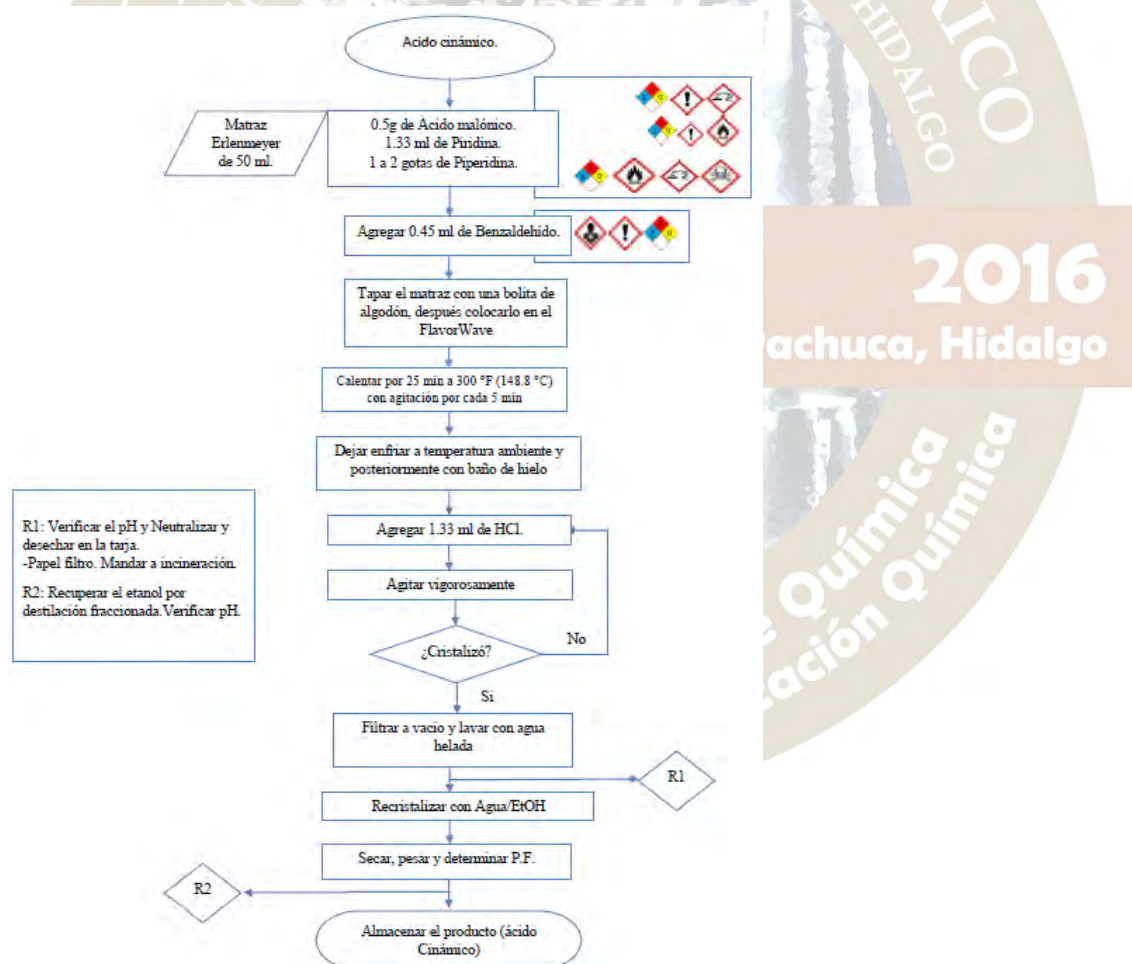 Acido cinámico.
Matraz
Erlenmeyer
de 50 ml.
0.5g de Ácido malónico.
1.33 ml de Piridina.
1 a 2 gotas de Piperidina.
Agregar 0.45 ml de Benzaldehído.
Tapar el matraz con una bolita de
algodón, después colocarlo en el
FlavorWave
Calentar por 25 min a 300 °F (148.8 °C)
con agitación por cada 5 min
Dejar enfriar a temperatura ambiente y
posteriormente con baño de hielo
R1: Verificar el pH y Neutralizar y
desechar en la tarja.
-Papel filtro. Mandar a incineración.
R2: Recuperar el etanol por
destilación fraccionada.Verificar pH.
Agregar 1.33 ml de HCl.
Agitar vigorosamente
¿Cristalizó?
No
Si
Filtrar a vacío y lavar con agua
helada
R1
Recristalizar con Agua/EtOH
Secar, pesár y determinar P.F.
R2
Almacenar el producto (ácido
Cinámico)
XICO
HIDALGO
2016
achuca, Hidalgo
e Química
cación Química